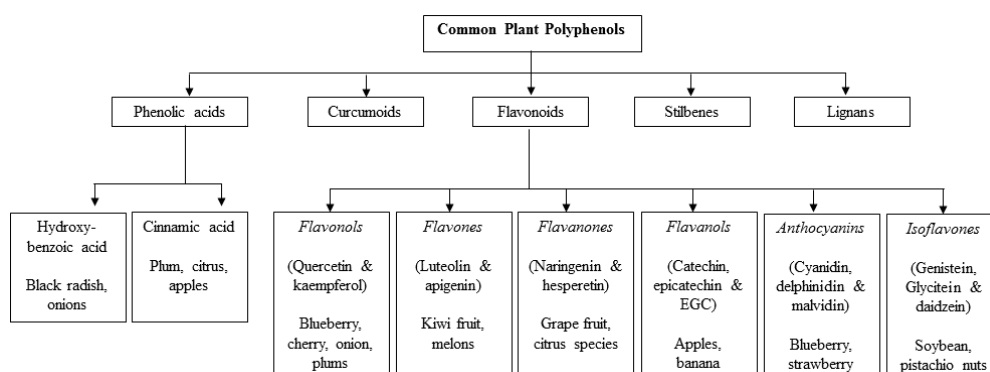 Common Plant Polyphenols
Phenolic acids
Curcumoids
Flavonoids
Stilbenes
Lignans
Hydroxy-
benzoic acid
Black radish,
onions
Cinnamic acid
Plum, citrus,
apples
Flavonols
(Quercetin &
kaempferol)
Blueberry,
cherry, onion,
plums
Flavones
(Luteolin &
apigenin)
Kiwi fruit,
melons
Flavanones
(Naringenin &
hesperetin)
Grape fruit,
citrus species
Flavanols
(Catechin,
epicatechin &
EGC)
Apples,
banana
Anthocyanins
(Cyanidin,
delphinidin &
malvidin)
Blueberry,
strawberry
Isoflavones
(Genistein,
Glycitein &
daidzein)
Soybean,
pistachio nuts